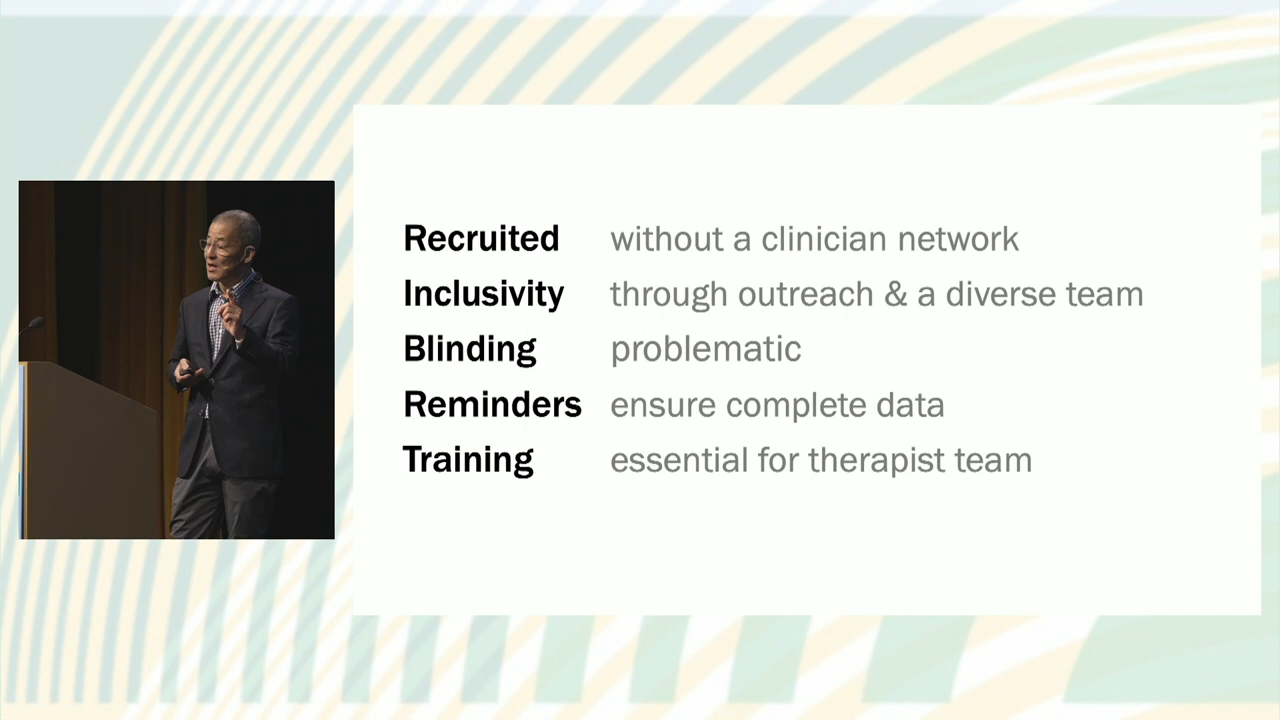 Recruited without a clinician network
Inclusivity through outreach & a diverse team
Blinding problematic
Reminders ensure complete data
Training essential for therapist team